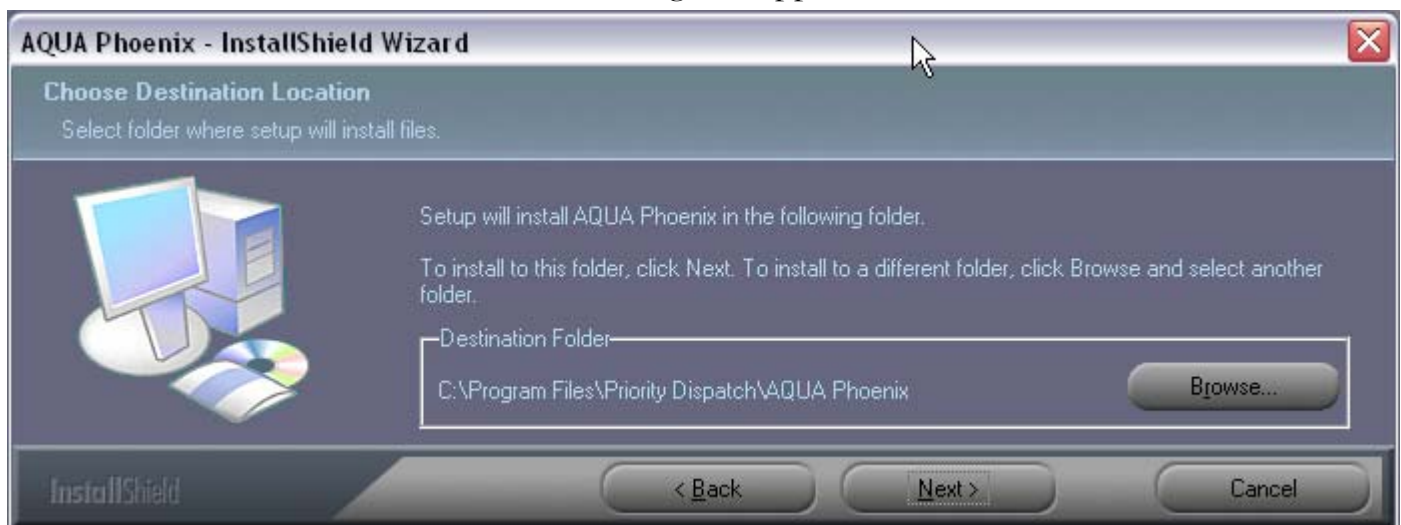 AQUA Phoenix - InstallShield Wizard
Choose Destination Location
Select folder where setup will install files.
Setup will install AQUA Phoenix in the following folder.
To install to this folder, click Next. To install to a different folder, click Browse and select another
folder.
Destination Folder
C:\Program Files\Priority Dispatch\AQUA Phoenix
Browse...
InstallShield
< Back
Next >
Cancel